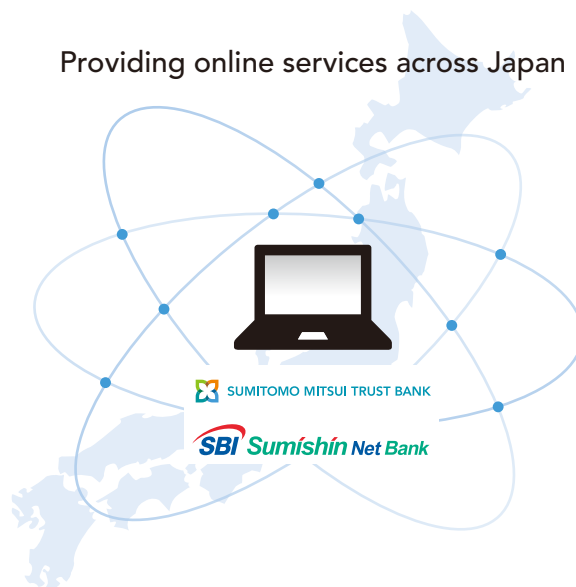 Providing online services across Japan
SUMITOMO MITSUI TRUST BANK
SBI Sumishin Net Bank